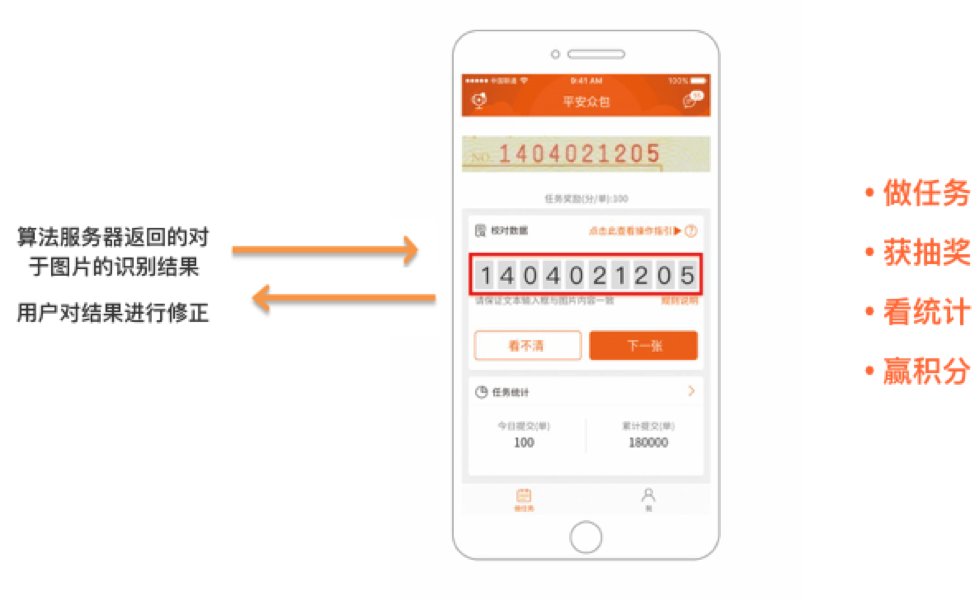 算法服务器返回的对
于图片的识别结果
用户对结果进行修正
中国联通 9:41 AM 100%
平安众包
NO. 1404021205
任务奖励(分/单):100
校对数据 点击此查看操作指引
1404021205
请保证文本输入框与图片内容一致 规则说明
看不清 下一张
任务统计
今日提交(单) 累计提交(单)
100 180000
做任务 我
• 做任务
• 获抽奖
• 看统计
• 赢积分